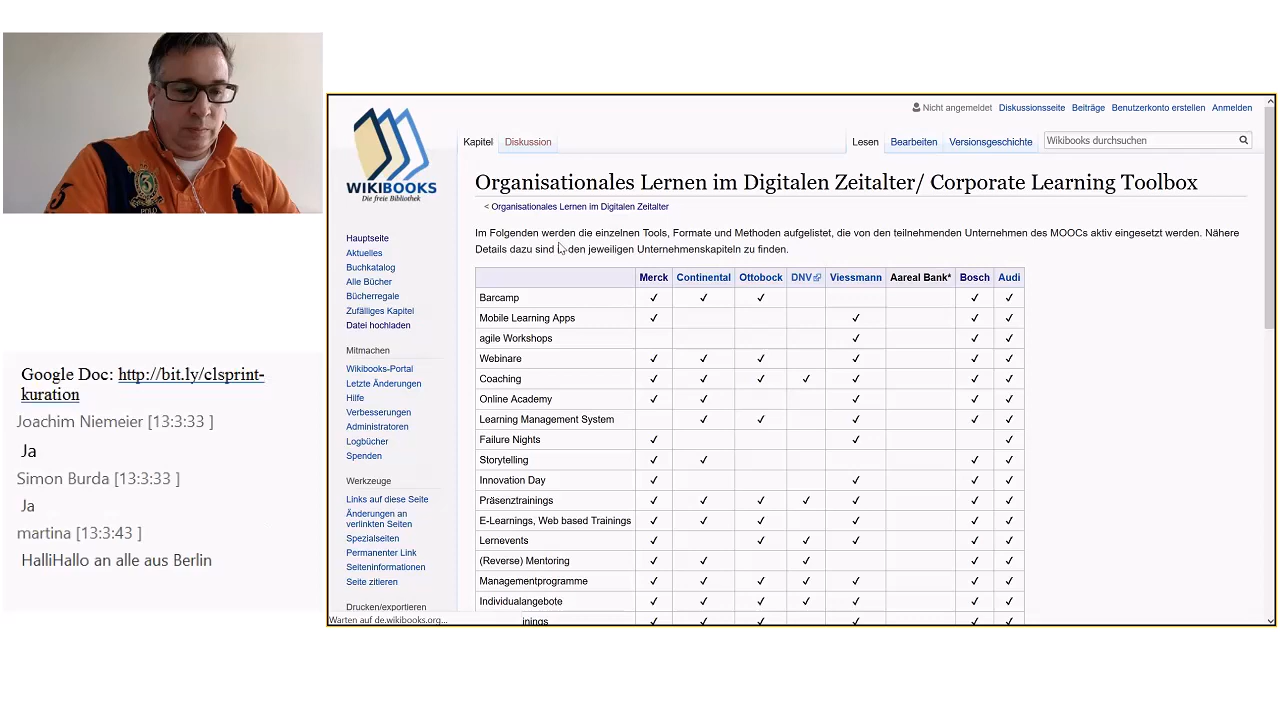 Google Doc: http://bit.ly/clsprint-
kuration
Joachim Niemeier [13:3:33 ]
Ja
Simon Burda [13:3:33 ]
Ja
martina [13:3:43 ]
HalliHallo an alle aus Berlin
WIKIBOOKS
Die freie Bibliothek
Hauptseite
Aktuelles
Buchkatalog
Alle Bücher
Bücherregale
Zufälliges Kapitel
Datei hochladen
Mitmachen
Wikibooks-Portal
Letzte Änderungen
Hilfe
Verbesserungen
Administratoren
Logbücher
Spenden
Werkzeuge
Links auf diese Seite
Änderungen an
verlinkten Seiten
Spezialseiten
Permanenter Link
Seiteninformationen
Seite zitieren
Drucken/exportieren
Warten auf de.wikibooks.org...
Nicht angemeldet Diskussionsseite Beiträge Benutzerkonto erstellen Anmelden
Kapitel Diskussion Lesen Bearbeiten Versionsgeschichte Wikibooks durchsuchen
Organisationales Lernen im Digitalen Zeitalter/ Corporate Learning Toolbox
< Organisationales Lernen im Digitalen Zeitalter
Im Folgenden werden die einzelnen Tools, Formate und Methoden aufgelistet, die von den teilnehmenden Unternehmen des MOOCs aktiv eingesetzt werden. Nähere
Details dazu sind in den jeweiligen Unternehmenskapiteln zu finden.
Merck Continental Ottobock DNV Viessmann Aareal Bank* Bosch Audi
Barcamp ✓ ✓ ✓ ✓ ✓
Mobile Learning Apps ✓ ✓ ✓ ✓
agile Workshops ✓ ✓ ✓
Webinare ✓ ✓ ✓ ✓ ✓ ✓
Coaching ✓ ✓ ✓ ✓ ✓ ✓ ✓
Online Academy ✓ ✓ ✓ ✓ ✓
Learning Management System ✓ ✓ ✓ ✓ ✓
Failure Nights ✓ ✓ ✓
Storytelling ✓ ✓ ✓ ✓
Innovation Day ✓ ✓ ✓ ✓
Präsenztrainings ✓ ✓ ✓ ✓ ✓ ✓ ✓
E-Learnings, Web based Trainings ✓ ✓ ✓ ✓ ✓ ✓
Lernevents ✓ ✓ ✓ ✓ ✓ ✓
(Reverse) Mentoring ✓ ✓ ✓ ✓ ✓
Managementprogramme ✓ ✓ ✓ ✓ ✓ ✓ ✓
Individualangebote ✓ ✓ ✓ ✓ ✓ ✓ ✓
inings ✓ ✓ ✓ ✓ ✓ ✓